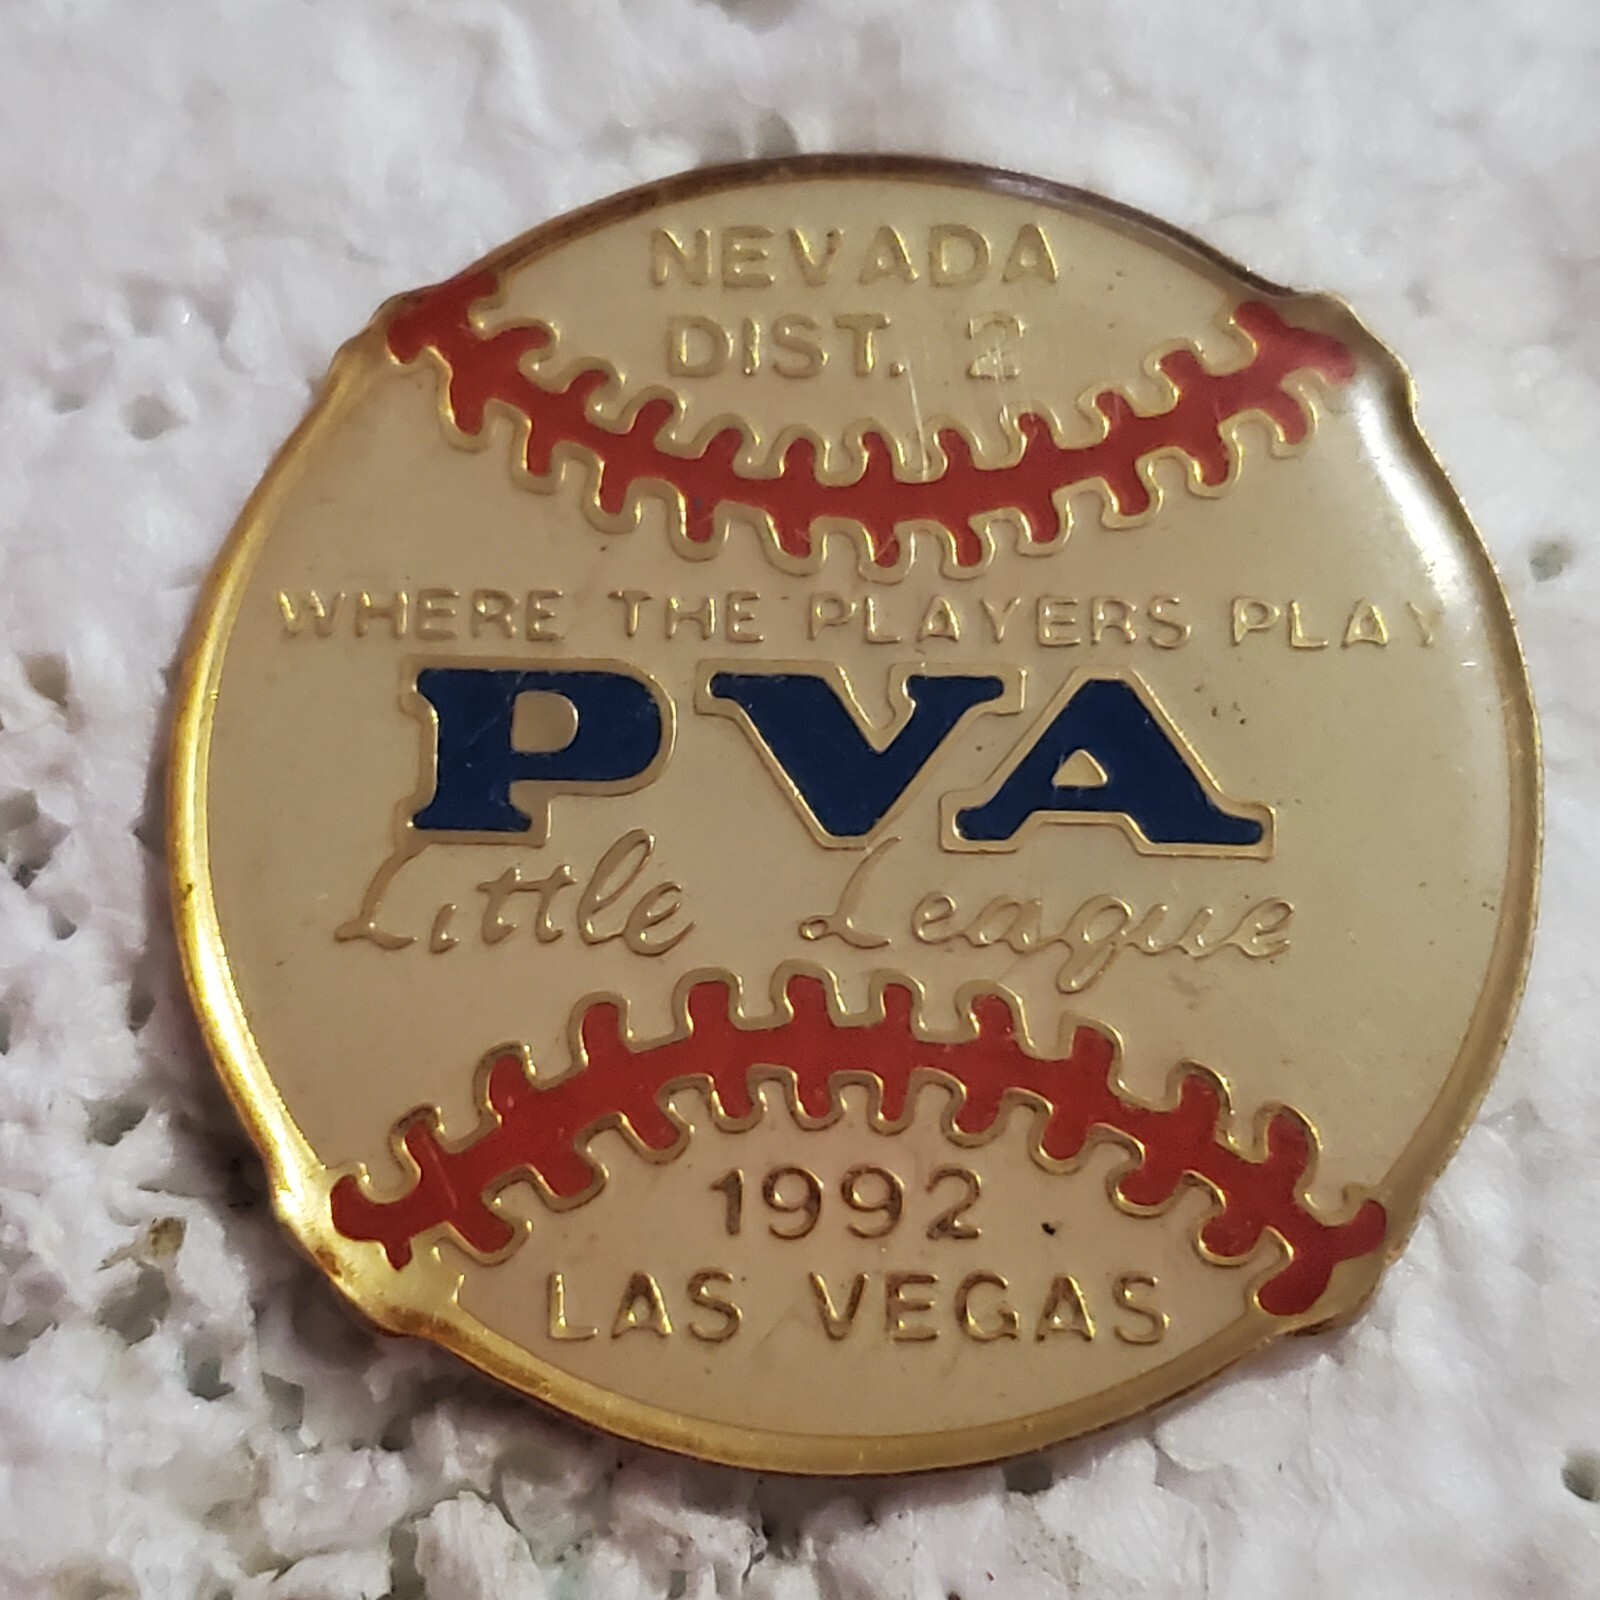 NEVADA
DIST. 2
WHERE THE PLAYERS PLAY
PVA
Little League
1992
LAS VEGAS